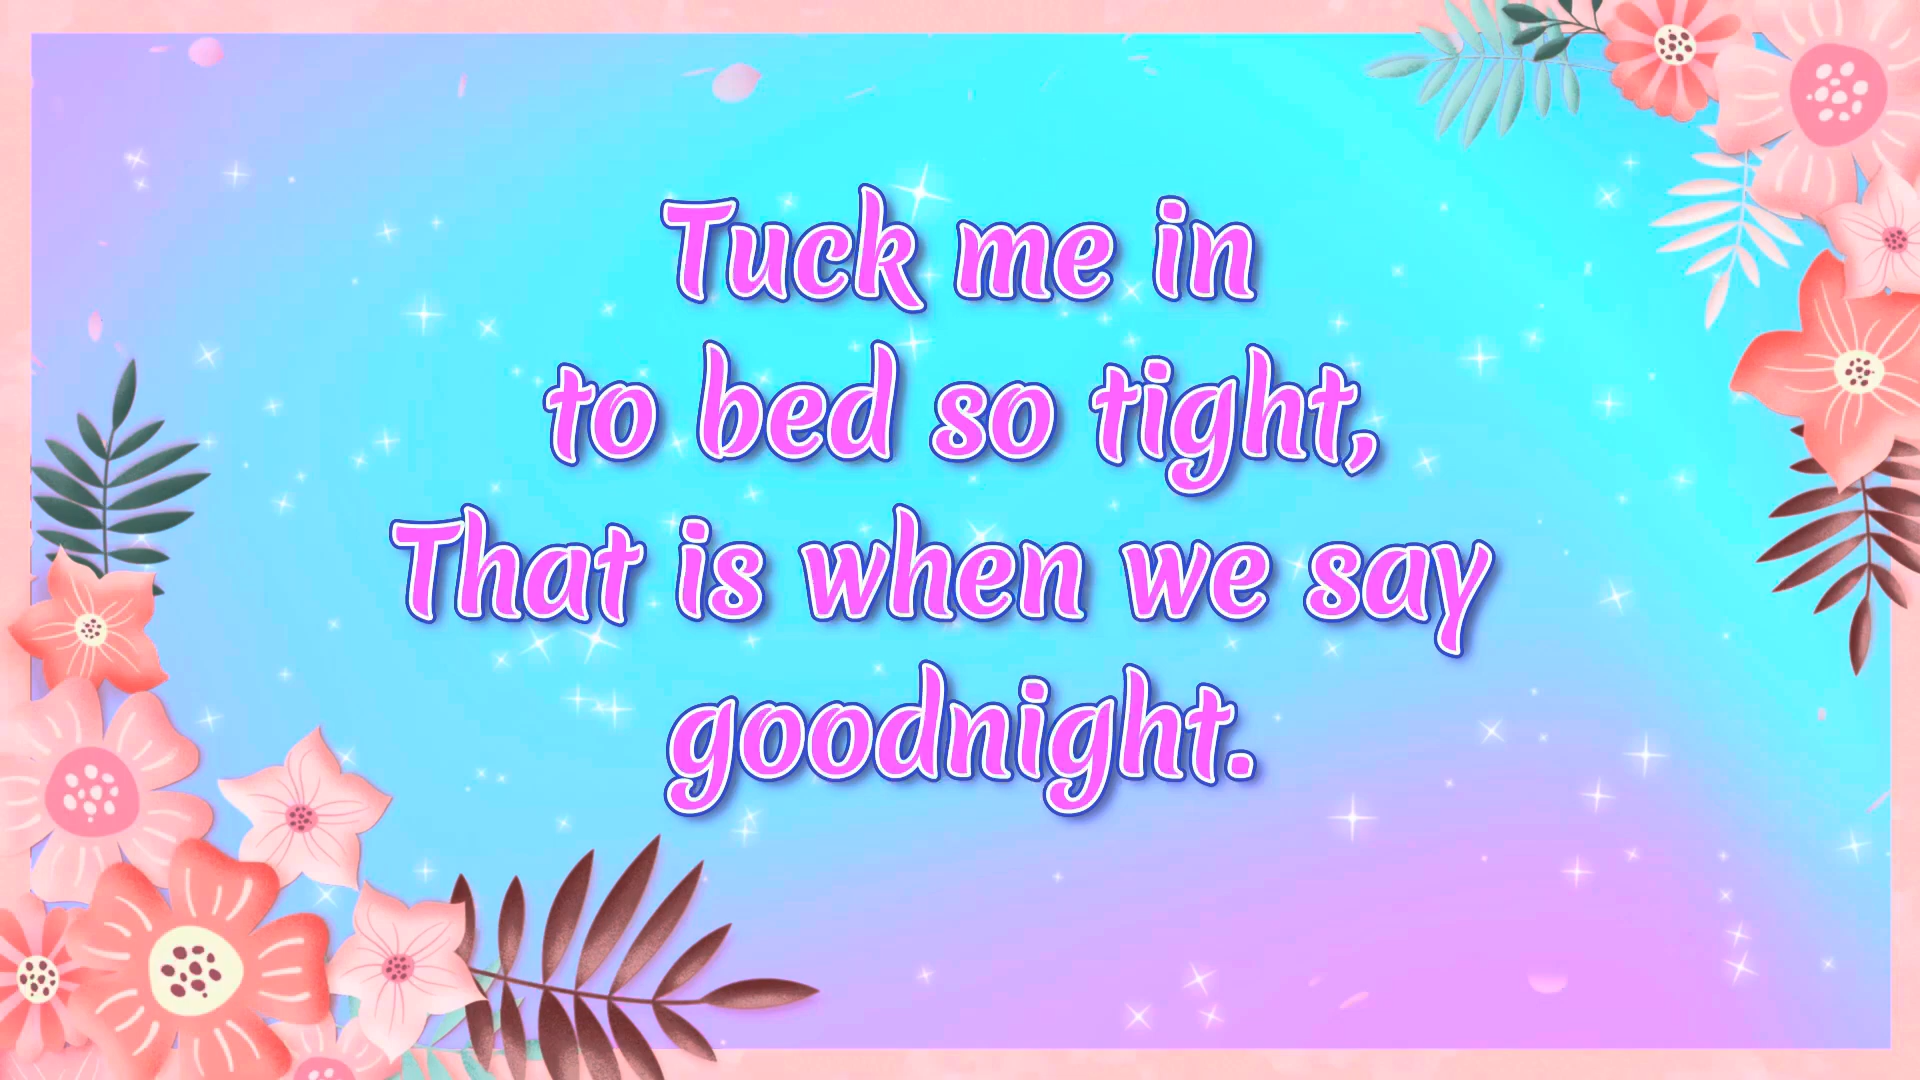 Tuck me in
to bed so tight,
That is when we say
goodnight.